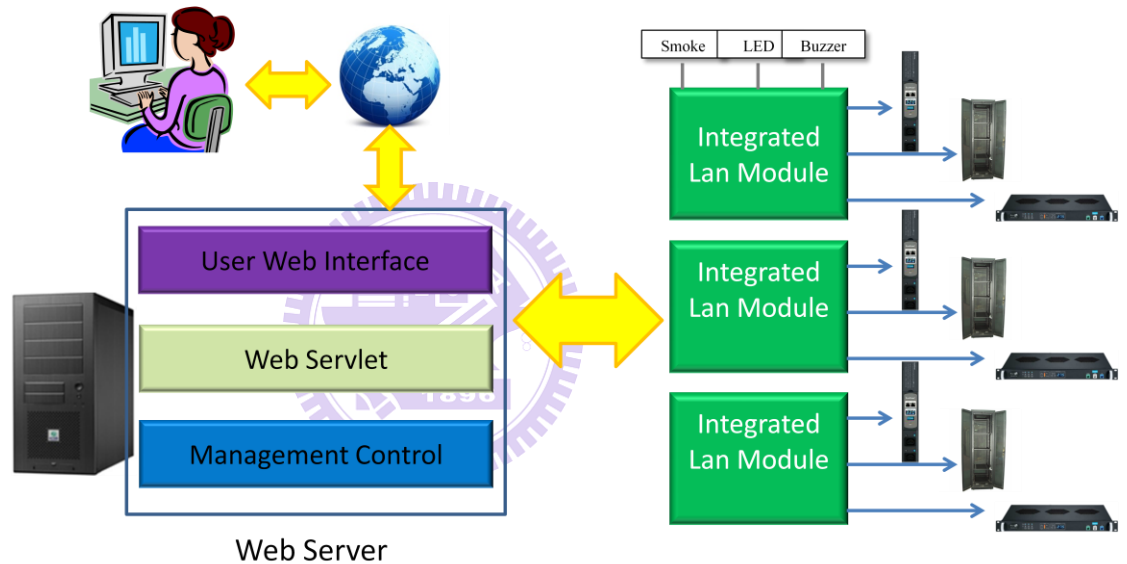 Smoke
LED
Buzzer
Integrated
Lan Module
User Web Interface
Integrated
Lan Module
Web Servlet
1896
Integrated
Lan Module
Management Control
Web Server